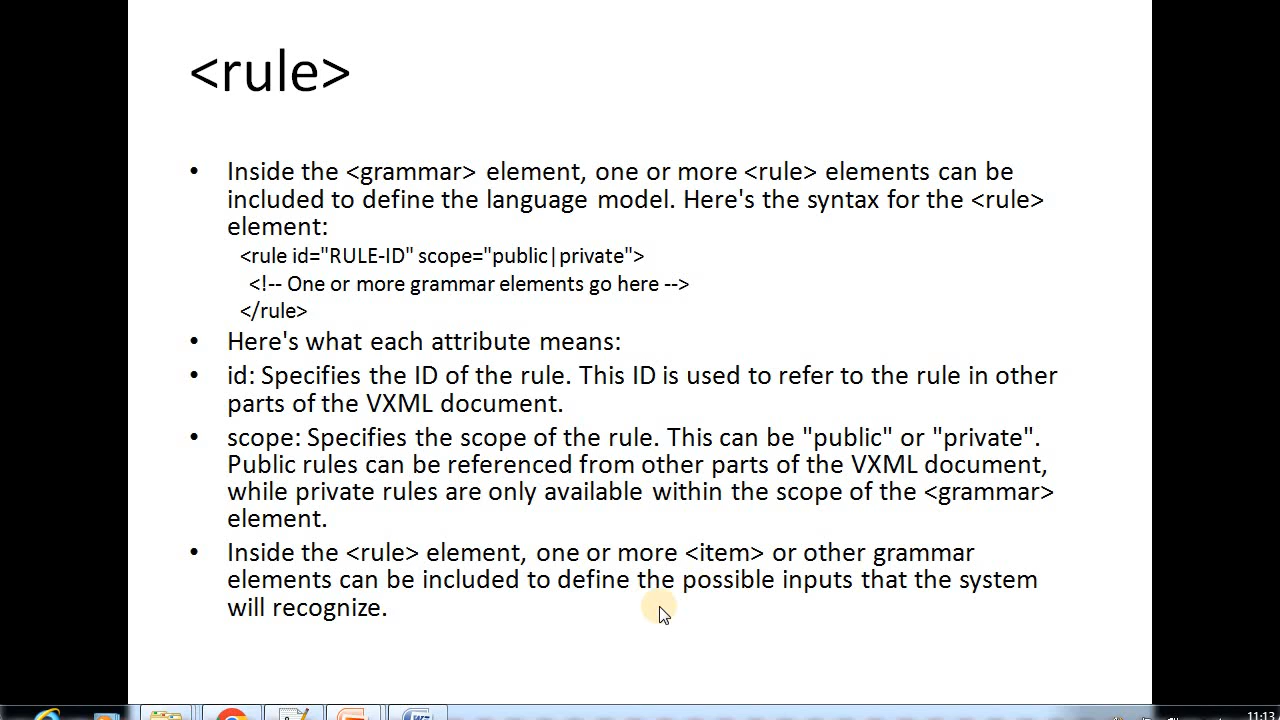 <rule>
• Inside the <grammar> element, one or more <rule> elements can be
included to define the language model. Here's the syntax for the <rule>
element:
<rule id="RULE-ID" scope="public|private">
<!-- One or more grammar elements go here -->
</rule>
• Here's what each attribute means:
• id: Specifies the ID of the rule. This ID is used to refer to the rule in other
parts of the VXML document.
• scope: Specifies the scope of the rule. This can be "public" or "private".
Public rules can be referenced from other parts of the VXML document,
while private rules are only available within the scope of the <grammar>
element.
• Inside the <rule> element, one or more <item> or other grammar
elements can be included to define the possible inputs that the system
will recognize.
11:13